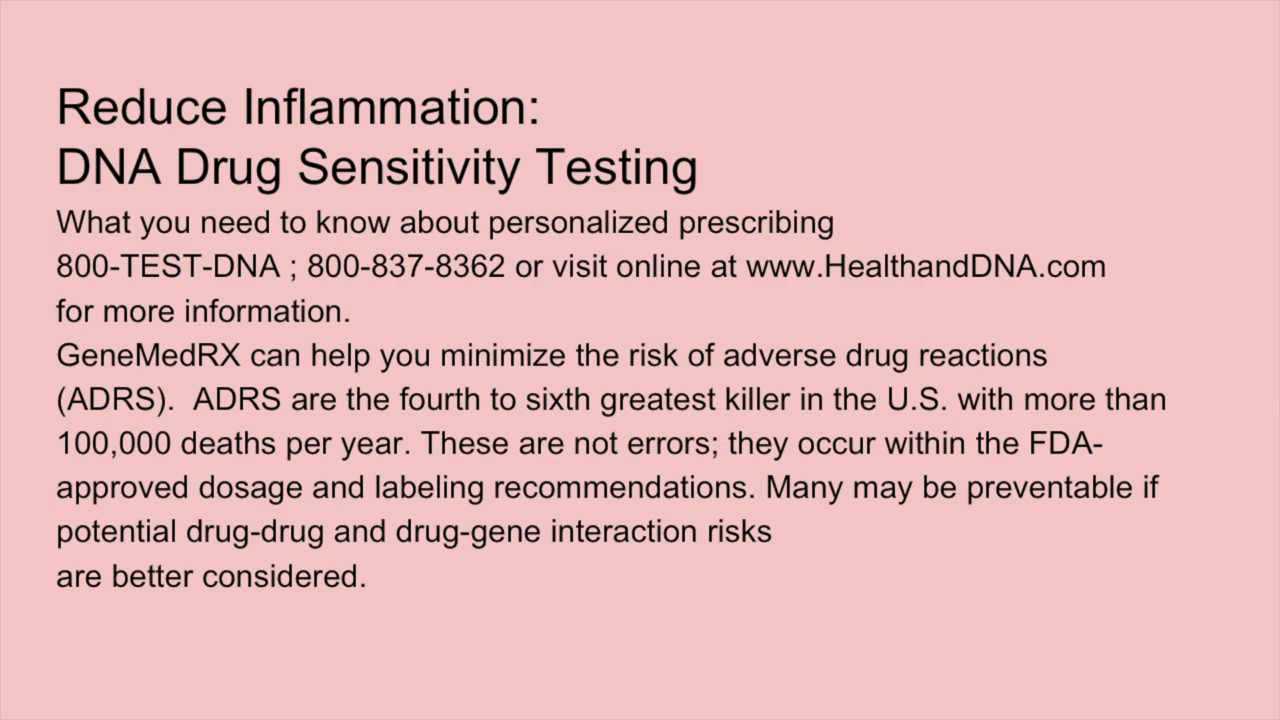 Reduce Inflammation:
DNA Drug Sensitivity Testing
What you need to know about personalized prescribing
800-TEST-DNA ; 800-837-8362 or visit online at www.HealthandDNA.com
for more information.
GeneMedRX can help you minimize the risk of adverse drug reactions
(ADRS).  ADRS are the fourth to sixth greatest killer in the U.S. with more than
100,000 deaths per year. These are not errors; they occur within the FDA-
approved dosage and labeling recommendations. Many may be preventable if
potential drug-drug and drug-gene interaction risks
are better considered.